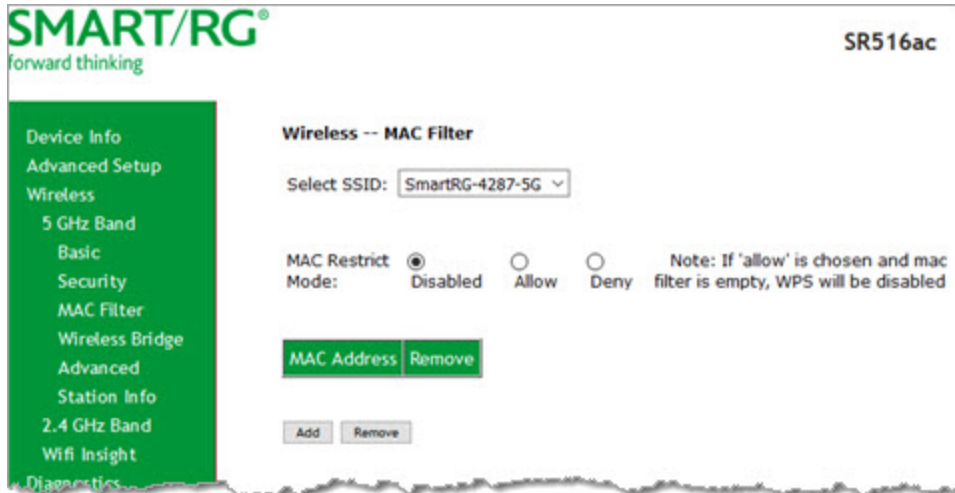 SMART/RG®
forward thinking
SR516ac
Device Info
Advanced Setup
Wireless
5 GHz Band
Basic
Security
MAC Filter
Wireless Bridge
Advanced
Station Info
2.4 GHz Band
Wifi Insight
Diagnostics
Wireless -- MAC Filter
Select SSID: SmartRG-4287-5G
MAC Restrict Mode: Disabled Allow Deny
Note: If 'allow' is chosen and mac
filter is empty, WPS will be disabled
MAC Address Remove
Add Remove